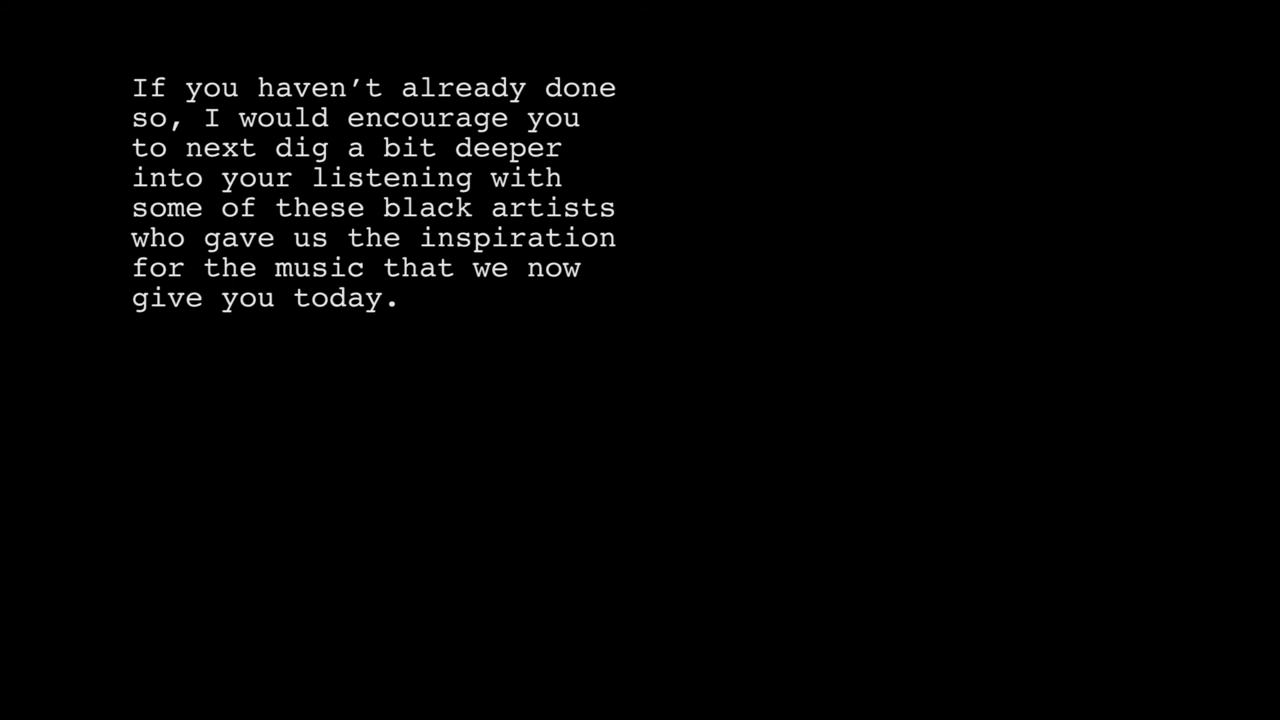 If you haven’t already done
so, I would encourage you
to next dig a bit deeper
into your listening with
some of these black artists
who gave us the inspiration
for the music that we now
give you today.